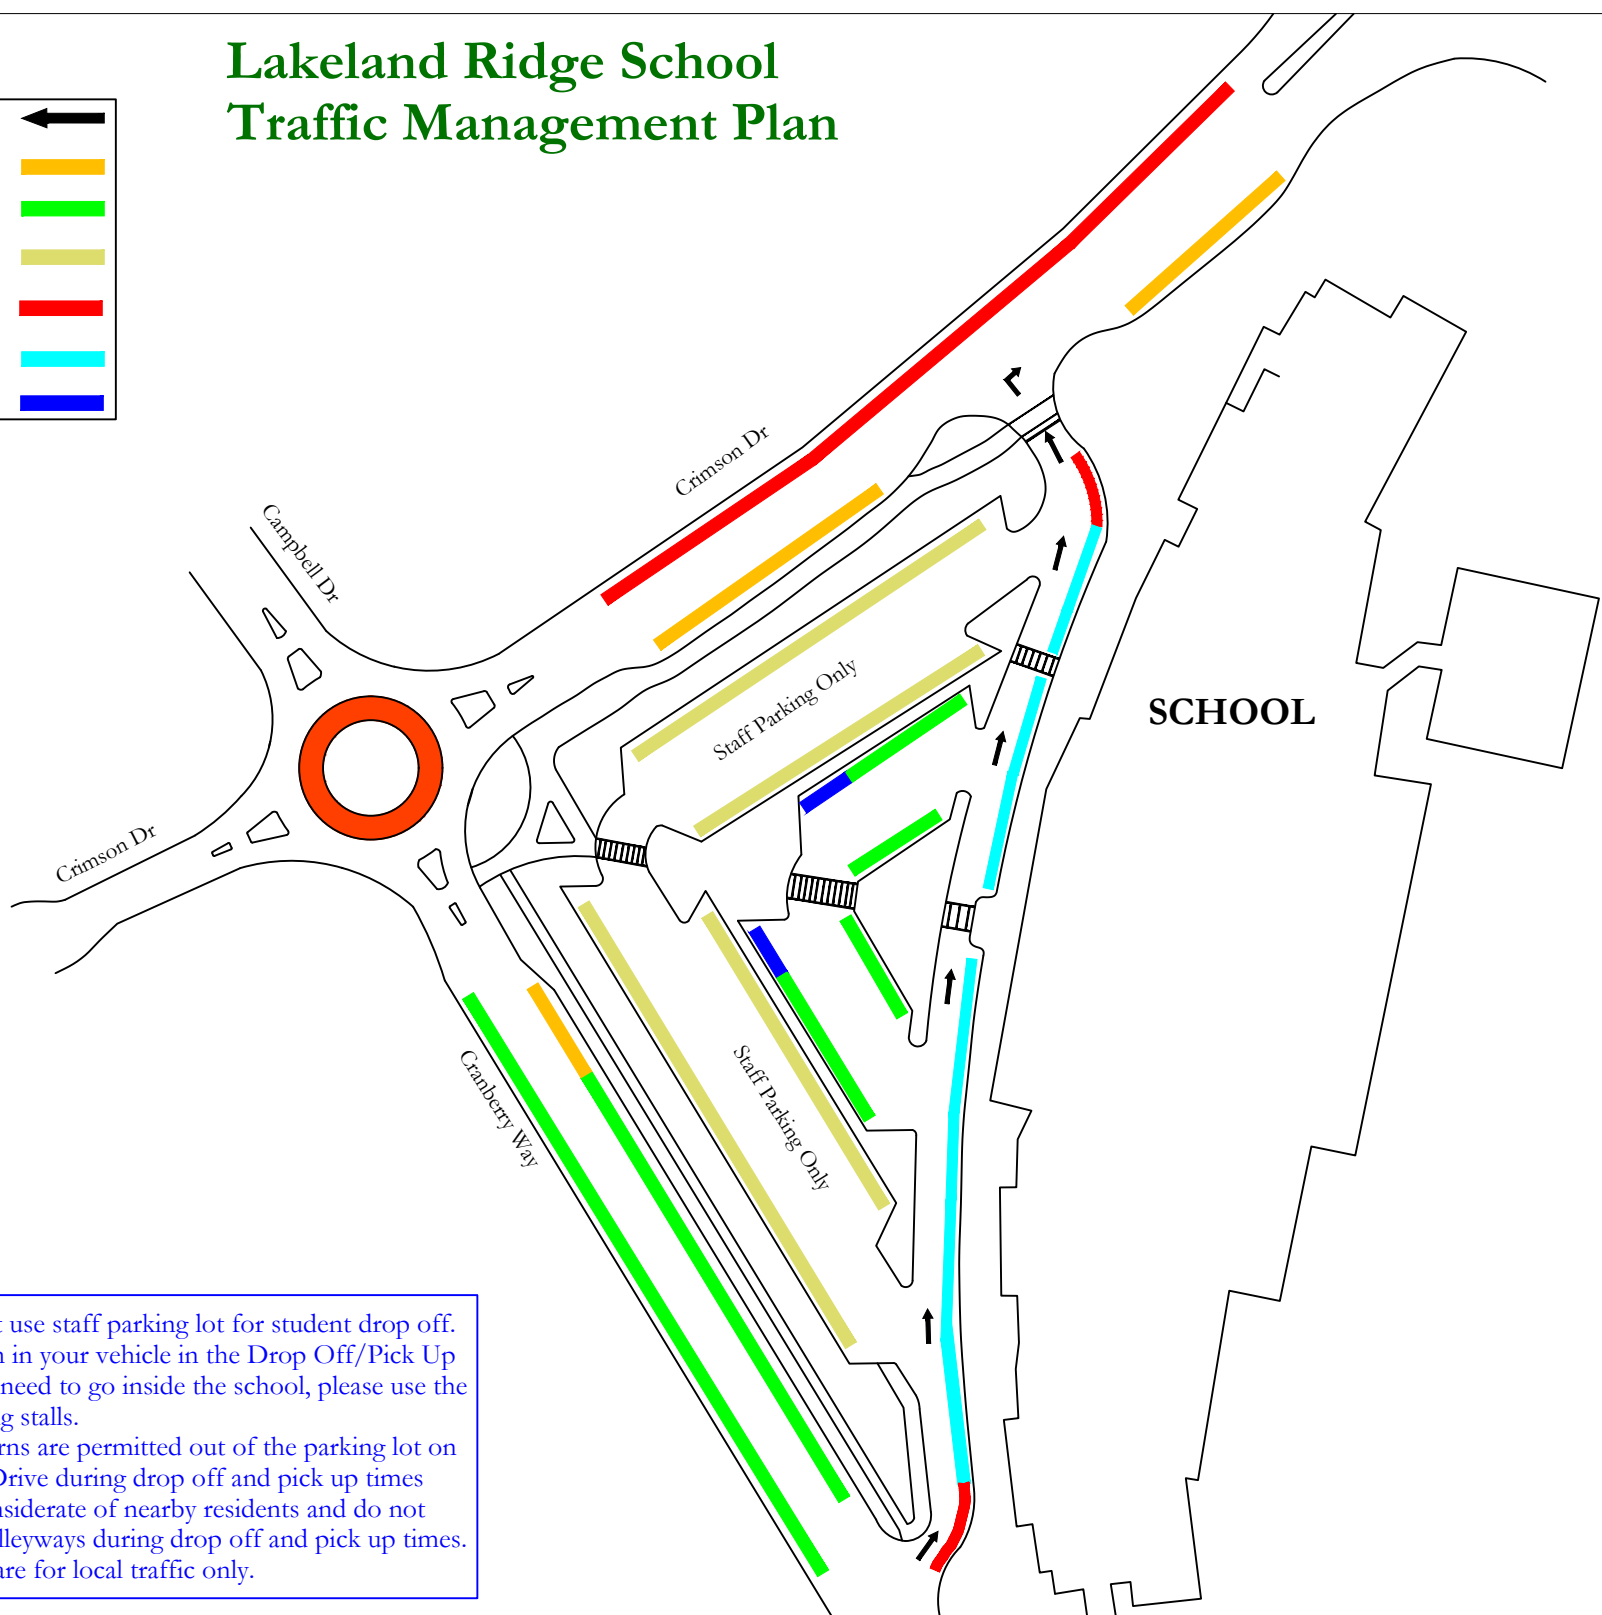 Lakeland Ridge School
Traffic Management Plan
Crimson Dr
Campbell Dr
Staff Parking Only
SCHOOL
Crimson Dr
Staff Parking Only
Cranberry Way
use staff parking lot for student drop off.
in your vehicle in the Drop Off/Pick Up
need to go inside the school, please use the
stalls.
are permitted out of the parking lot on
Drive during drop off and pick up times
of nearby residents and do not
during drop off and pick up times.
are for local traffic only.